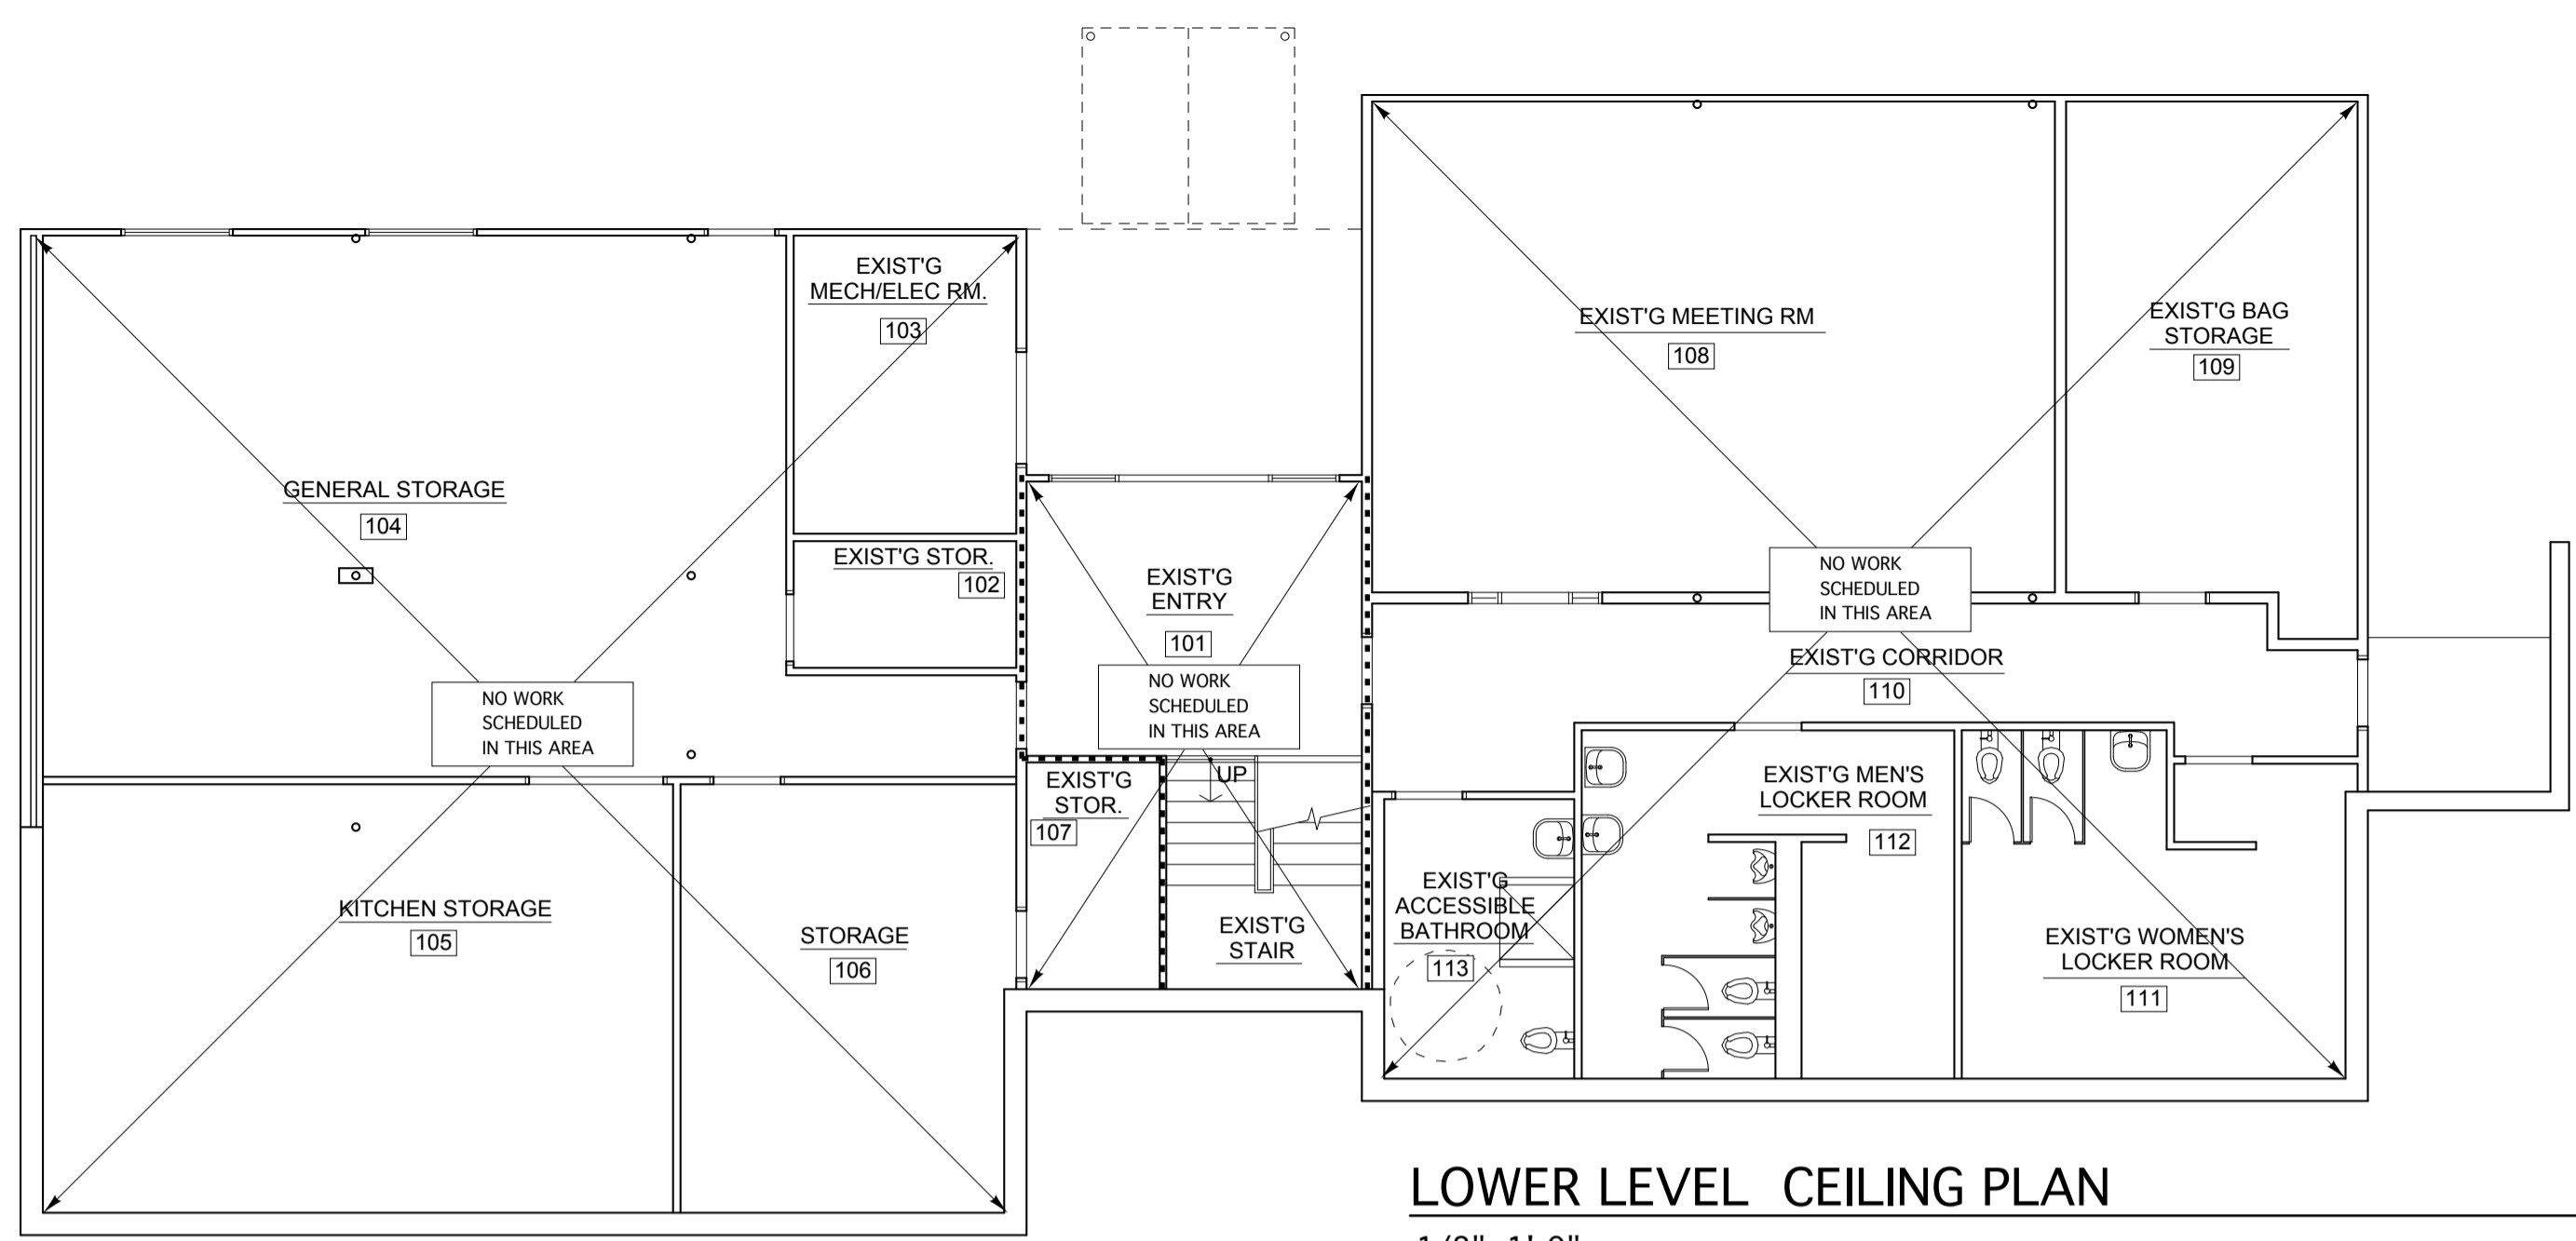 EXIST'G
MECH/ELEC RM.
103
GENERAL STORAGE
104
EXIST'G STOR.
102
NO WORK
SCHEDULED
IN THIS AREA
KITCHEN STORAGE
105
STORAGE
106
EXIST'G
ENTRY
101
NO WORK
SCHEDULED
IN THIS AREA
EXIST'G
STOR.
107
UP
EXIST'G
STAIR
EXIST'G MEETING RM
108
EXIST'G BAG
STORAGE
109
NO WORK
SCHEDULED
IN THIS AREA
EXIST'G CORRIDOR
110
EXIST'G MEN'S
LOCKER ROOM
112
EXIST'G
ACCESSIBLE
BATHROOM
113
EXIST'G WOMEN'S
LOCKER ROOM
111
LOWER LEVEL CEILING PLAN